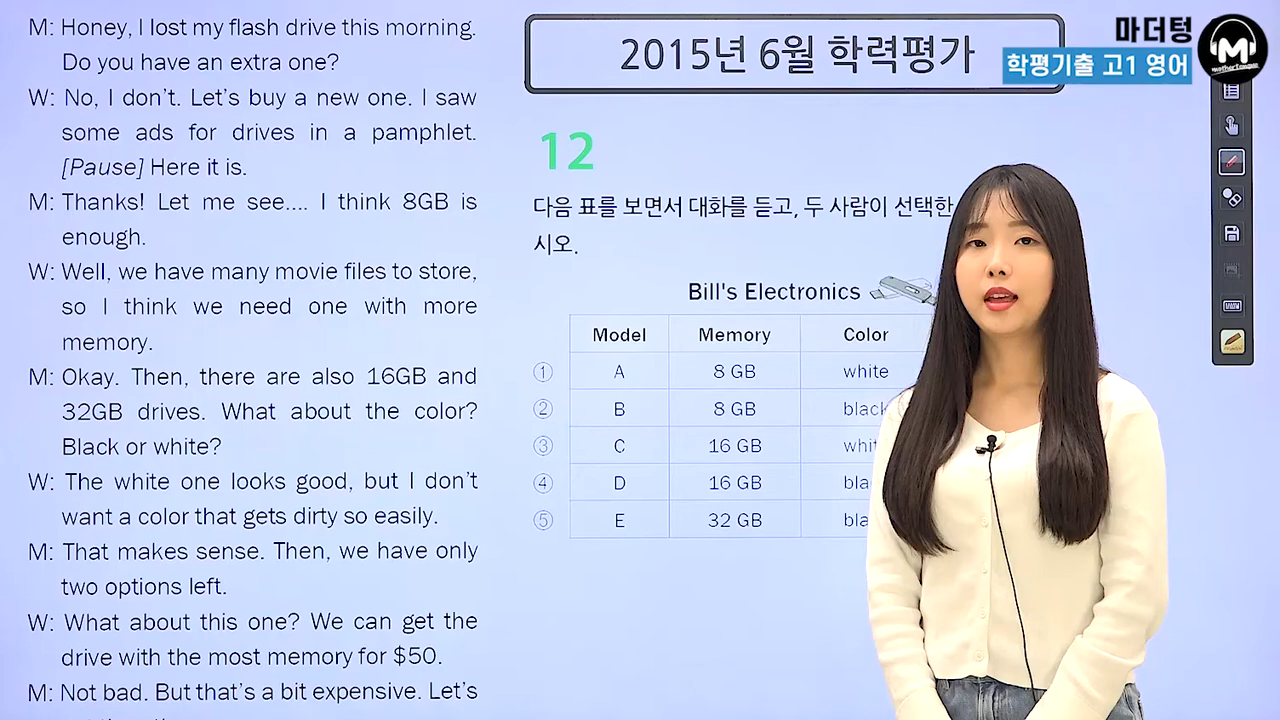 M: Honey, I lost my flash drive this morning.
Do you have an extra one?
W: No, I don't. Let's buy a new one. I saw
some ads for drives in a pamphlet.
[Pause] Here it is.
M: Thanks! Let me see.... I think 8GB is
enough.
W: Well, we have many movie files to store,
so I think we need one with more
memory.
M: Okay. Then, there are also 16GB and
32GB drives. What about the color?
Black or white?
W: The white one looks good, but I don't
want a color that gets dirty so easily.
M: That makes sense. Then, we have only
two options left.
W: What about this one? We can get the
drive with the most memory for $50.
M: Not bad. But that's a bit expensive. Let's
2015년 6월 학력평가
마더텅
학평기출 고1 영어
M
12
다음 표를 보면서 대화를 듣고, 두 사람이 선택한
시오.
Bill's Electronics
Model Memory Color
① A 8 GB white
② B 8 GB black
③ C 16 GB whit
④ D 16 GB bla
⑤ E 32 GB bla